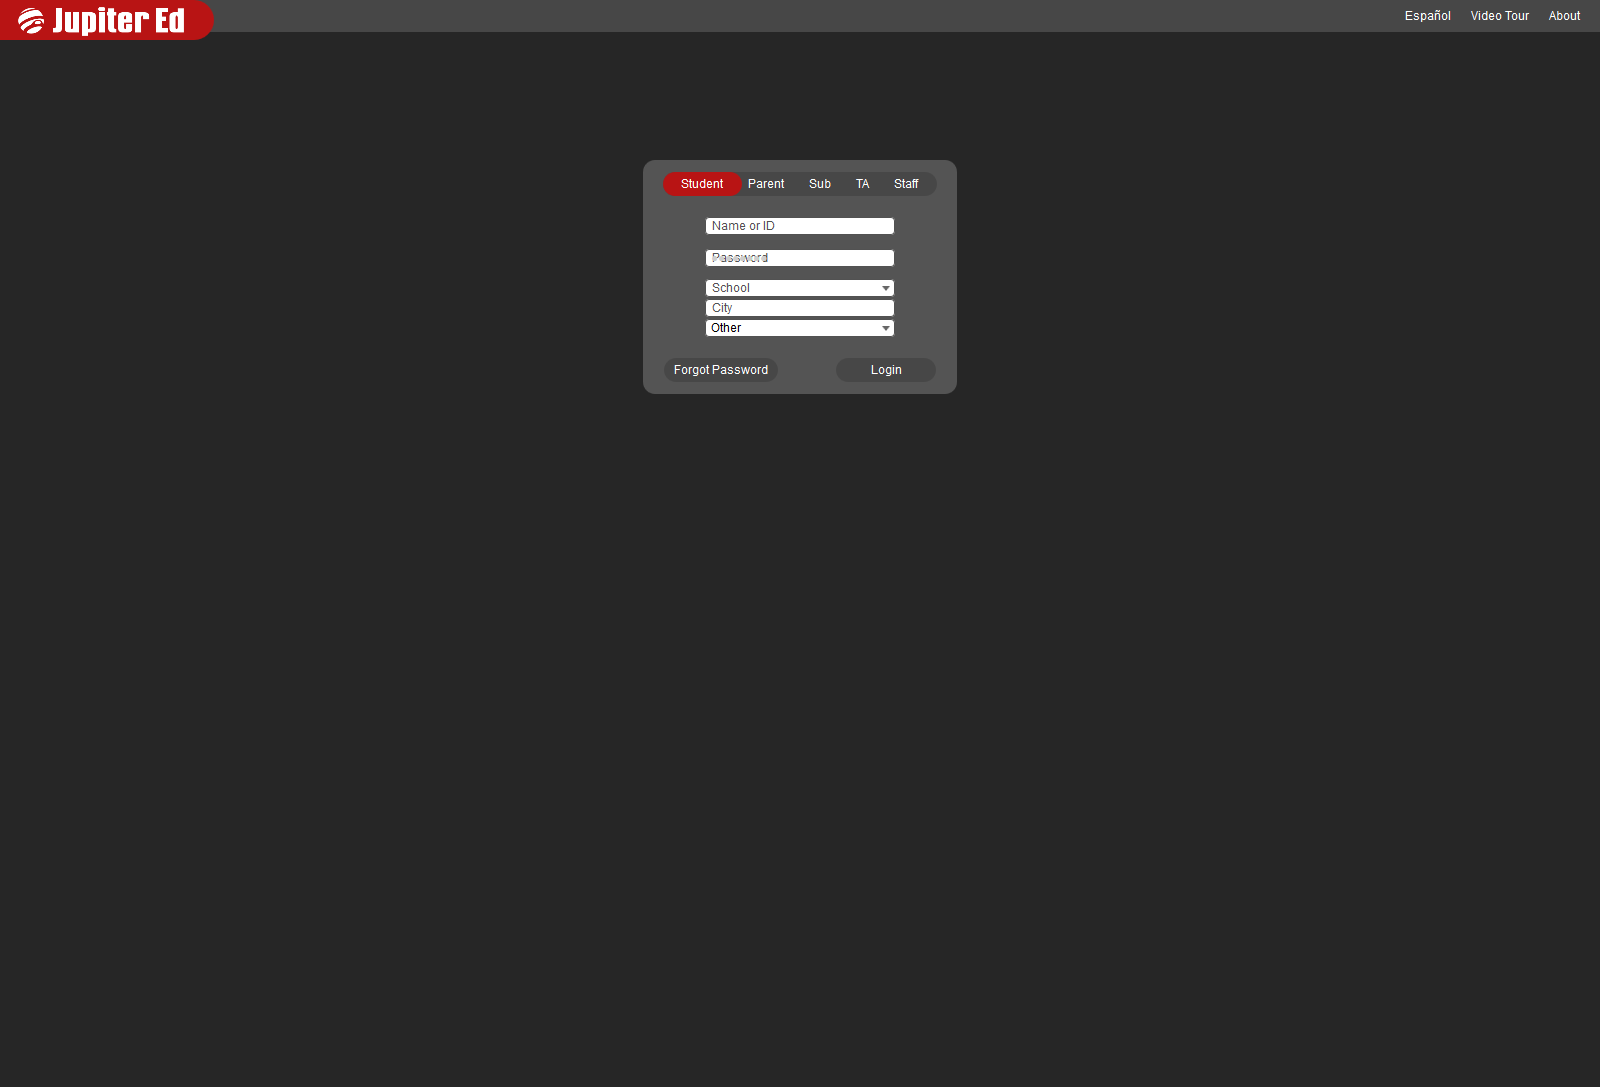 Jupiter Ed
Español Video Tour About
Student Parent Sub TA Staff
Name or ID
Password
School
City
Other
Forgot Password Login